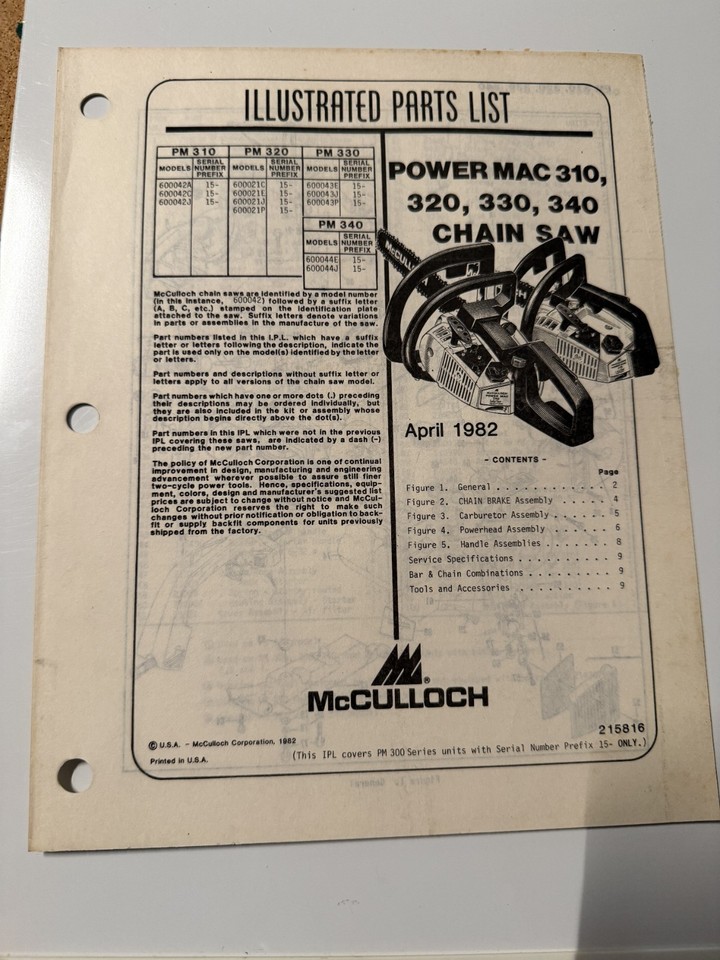 ILLUSTRATED PARTS LIST
PM 310 PM 320 PM 330
MODELS SERIAL NUMBER PREFIX MODELS SERIAL NUMBER PREFIX MODELS SERIAL NUMBER PREFIX
600042A 15- 600021C 15- 600043E 15-
600042C 15- 600021E 15- 600043J 15-
600042J 15- 600021J 15- 600043P 15-
600021P 15-
PM 340
MODELS SERIAL NUMBER PREFIX
600044E 15-
600044J 15-
McCulloch chain saws are identified by a model number
(in this instance, 600042) followed by a suffix letter
(A, B, C, etc.) stamped on the identification plate
attached to the saw. Suffix letters denote variations
in parts or assemblies in the manufacture of the saw.
Part numbers listed in this I.P.L. which have a suffix
letter or letters following the description, indicate the
part is used only on the model(s) identified by the letter
or letters.
Part numbers and descriptions without suffix letter or
letters apply to all versions of the chain saw model.
Part numbers which have one or more dots (.) preceding
their descriptions may be ordered individually, but
they are also included in the kit or assembly whose
description begins directly above the dot(s).
Part numbers in this IPL which were not in the previous
IPL covering these saws, are indicated by a dash (-)
preceding the new part number.
The policy of McCulloch Corporation is one of continual
improvement in design, manufacturing and engineering
advancement wherever possible to assure still finer
two-cycle power tools. Hence, specifications, equip-
ment, colors, design and manufacturer's suggested list
prices are subject to change without notice and McCul-
loch Corporation reserves the right to make such
changes without prior notification or obligation to back-
fit or supply backfit components for units previously
shipped from the factory.
POWER MAC 310,
320, 330, 340
CHAIN SAW
McCULL
April 1982
- CONTENTS -
Page
Figure 1. General . . . . . . . . . . . . 2
Figure 2. CHAIN BRAKE Assembly . . . . . 4
Figure 3. Carburetor Assembly . . . . . . 5
Figure 4. Powerhead Assembly . . . . . . 6
Figure 5. Handle Assemblies . . . . . . . 8
Service Specifications . . . . . . . . . 9
Bar & Chain Combinations . . . . . . . . 9
Tools and Accessories . . . . . . . . . . 9
McCULLOCH ®
215816
© U.S.A. - McCulloch Corporation, 1982
(This IPL covers PM 300 Series units with Serial Number Prefix 15- ONLY.)
Printed in U.S.A.